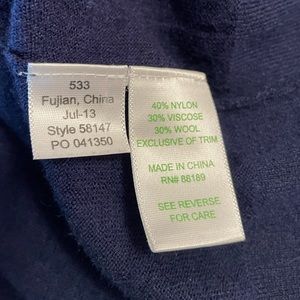 533
Fujian, China
Jul-13
Style 58147
PO 041350
40% NYLON
30% VISCOSE
30% WOOL
EXCLUSIVE OF TRIM
MADE IN CHINA
RN# 88189
SEE REVERSE
FOR CARE